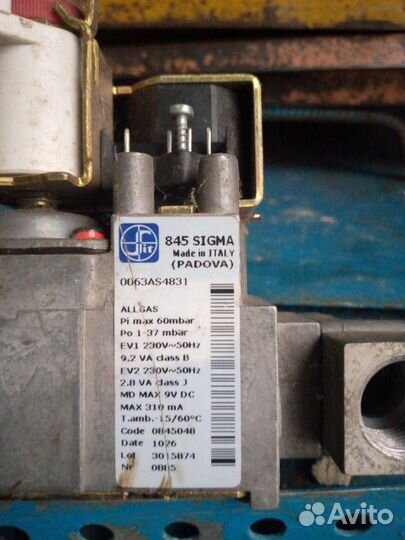 sit
845 SIGMA
Made in ITALY
(PADOVA)
0063AS4831
ALLGAS
Pi max 60mbar
Po 1-37 mbar
EV1 230V~50Hz
9.2 VA class B
EV2 230V~50Hz
2.8 VA class J
MD MAX 9V DC
MAX 310 mA
T.amb.-15/60°C
Code 0845048
Date 1026
Lot 3015874
Nr 0885
Avito